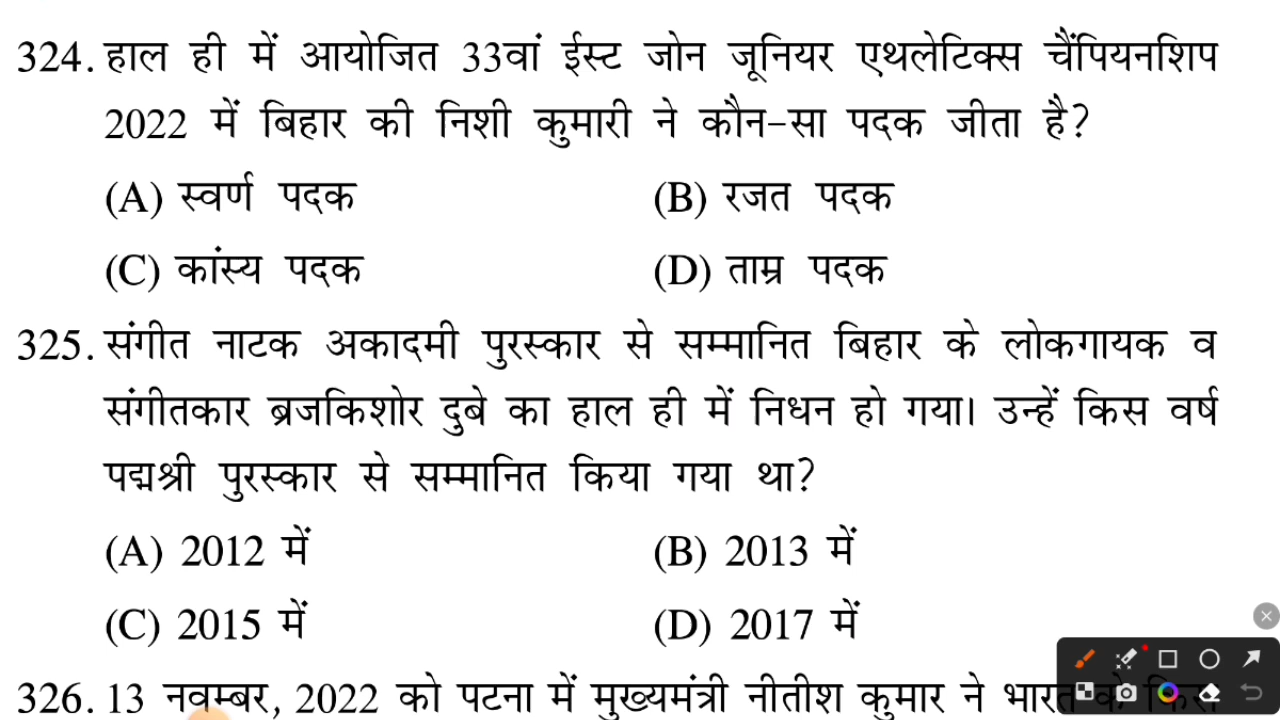 324. हाल ही में आयोजित 33वां ईस्ट जोन जूनियर एथलेटिक्स चैंपियनशिप
2022 में बिहार की निशी कुमारी ने कौन-सा पदक जीता है?
(A) स्वर्ण पदक (B) रजत पदक
(C) कांस्य पदक (D) ताम्र पदक
325. संगीत नाटक अकादमी पुरस्कार से सम्मानित बिहार के लोकगायक व
संगीतकार ब्रजकिशोर दुबे का हाल ही में निधन हो गया। उन्हें किस वर्ष
पद्मश्री पुरस्कार से सम्मानित किया गया था?
(A) 2012 में (B) 2013 में
(C) 2015 में (D) 2017 में
326. 13 नवम्बर, 2022 को पटना में मुख्यमंत्री नीतीश कुमार ने भारत